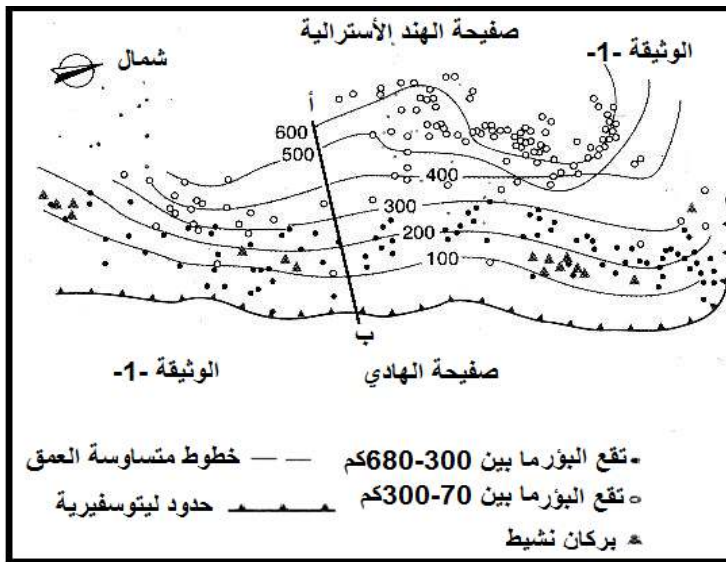 صفيحة الهند الأسترالية
الوثيقة -1-
شمال
أ
600
500
400
300
200
100
ب
الوثيقة -1-
صفيحة الهادي
خطوط متساوسة العمق
تقع البؤر ما بين 300-680كم
حدود ليتوسفيرية
تقع البؤر ما بين 70-300كم
بركان نشيط